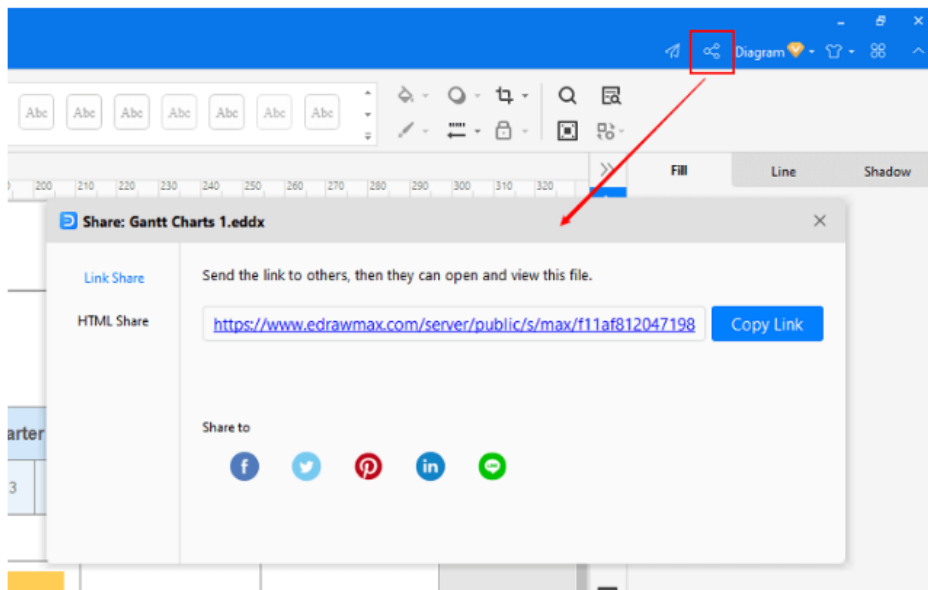 Diagram
Abc Abc Abc Abc Abc Abc Abc
200 210 220 230 240 250 260 270 280 290 300 310 320
Fill Line Shadow
Share: Gantt Charts 1.eddx
Link Share
Send the link to others, then they can open and view this file.
HTML Share
https://www.edrawmax.com/server/public/s/max/f11af812047198
Copy Link
arter
Share to
3